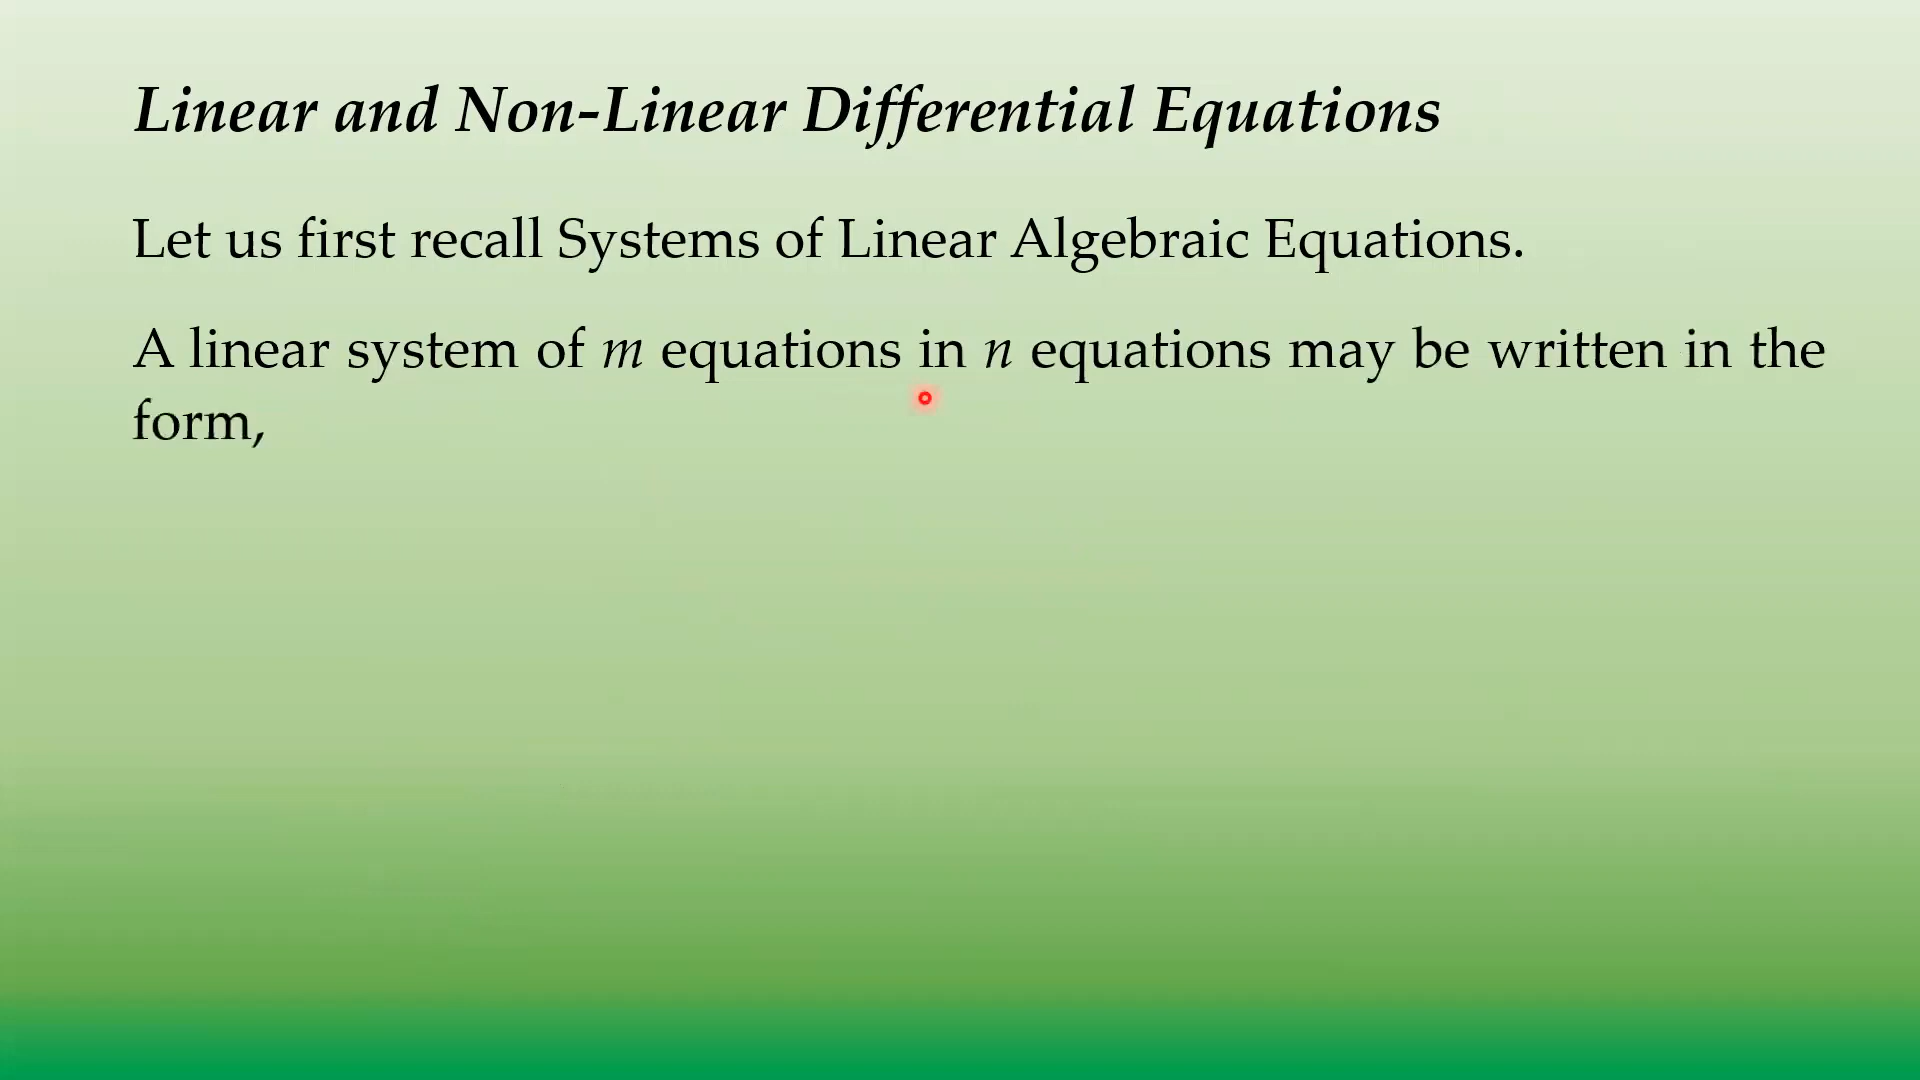 Linear and Non-Linear Differential Equations
Let us first recall Systems of Linear Algebraic Equations.
A linear system of m equations in n equations may be written in the
form,